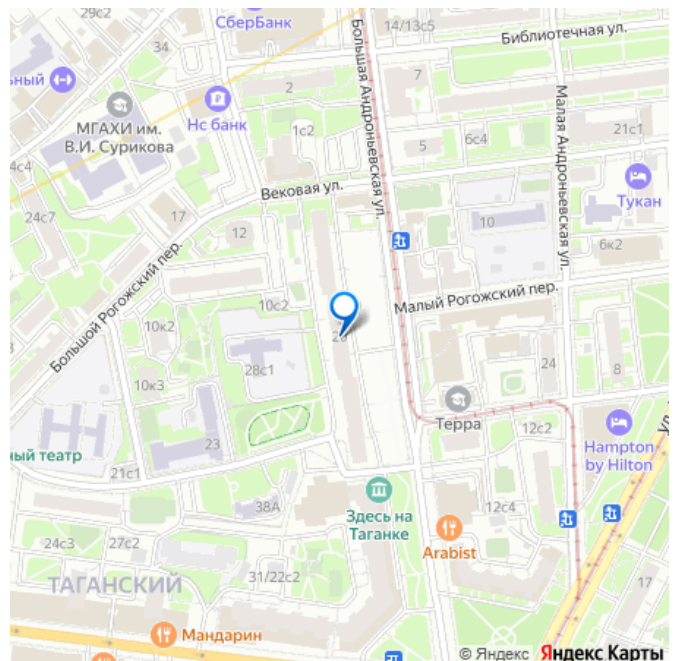 29с2
СберБанк
14/13с5
Библиотечная ул.
34
2
7
МГАХИ им.
В.И. Сурикова
Нс банк
Большая Андроньевская ул.
Малая Андроньевская ул.
1с2
5
6с4
21с1
4с4
Вековая ул.
Тукан
24с7
17
12
10
6к2
Большой Рогожский пер.
10с2
Малый Рогожский пер.
10к2
28с1
24
8
10к3
Терра
23
12с2
Hampton
by Hilton
ный театр
21с1
38А
Здесь на
Таганке
12с4
Arabist
24с3
27с2
31/22с2
ТАГАНСКИЙ
17
Мандарин
© Яндекс Яндекс Карты